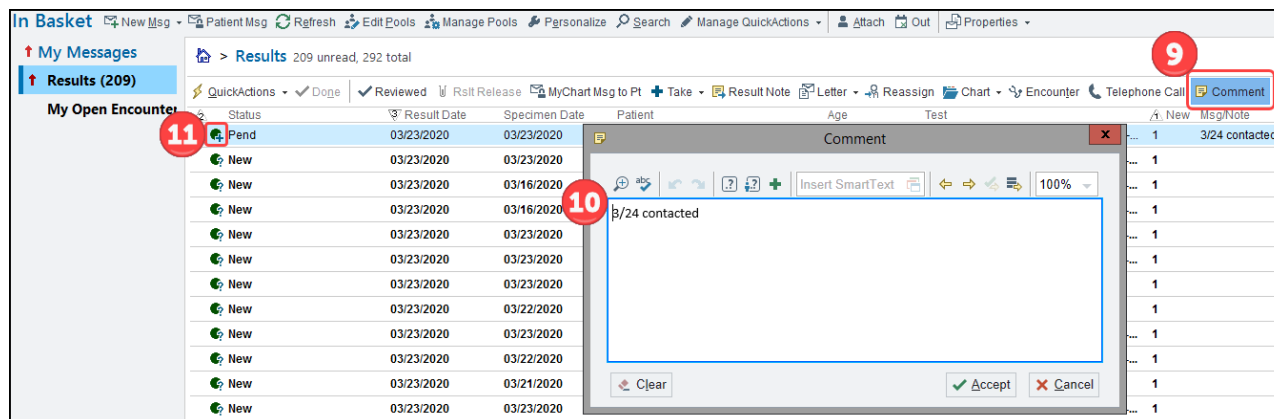 In Basket New Msg Patient Msg Refresh Edit Pools Manage Pools Personalize Search Manage QuickActions Attach Out Properties
My Messages
> Results 209 unread, 292 total
9
Results (209)
QuickActions Done Reviewed Rslt Release MyChart Msg to Pt Take Result Note Letter Reassign Chart Encounter Telephone Call Comment
My Open Encounter
Status Result Date Specimen Date Patient Age Test New Msg/Note
11 Pend 03/23/2020 03/23/2020 1 3/24 contacted
Comment X
New 03/23/2020 03/23/2020 1
abc Insert SmartText 100%
New 03/23/2020 03/16/2020 1
10
3/24 contacted
New 03/23/2020 03/16/2020 1
New 03/23/2020 03/23/2020 1
New 03/23/2020 03/23/2020 1
New 03/23/2020 03/23/2020 1
New 03/23/2020 03/22/2020 1
New 03/23/2020 03/23/2020 1
New 03/23/2020 03/22/2020 1
New 03/23/2020 03/21/2020 1
Clear Accept Cancel
New 03/23/2020 03/23/2020 1